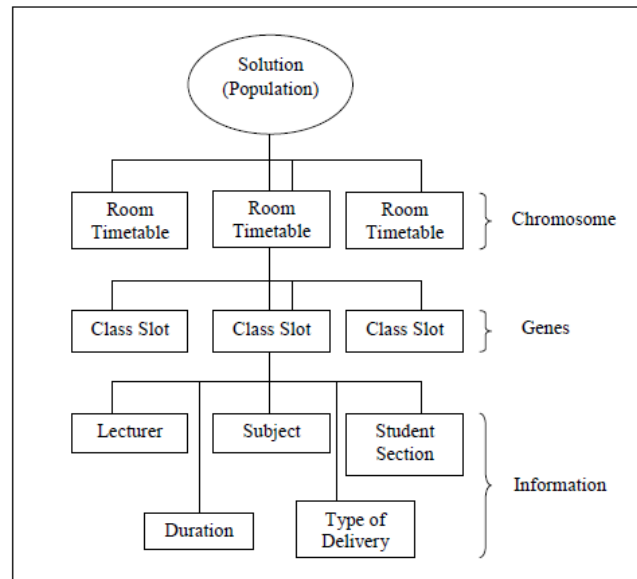 Solution
(Population)
Room
Timetable
Room
Timetable
Room
Timetable
Chromosome
Class Slot
Class Slot
Class Slot
Genes
Lecturer
Subject
Student
Section
Information
Duration
Type of
Delivery